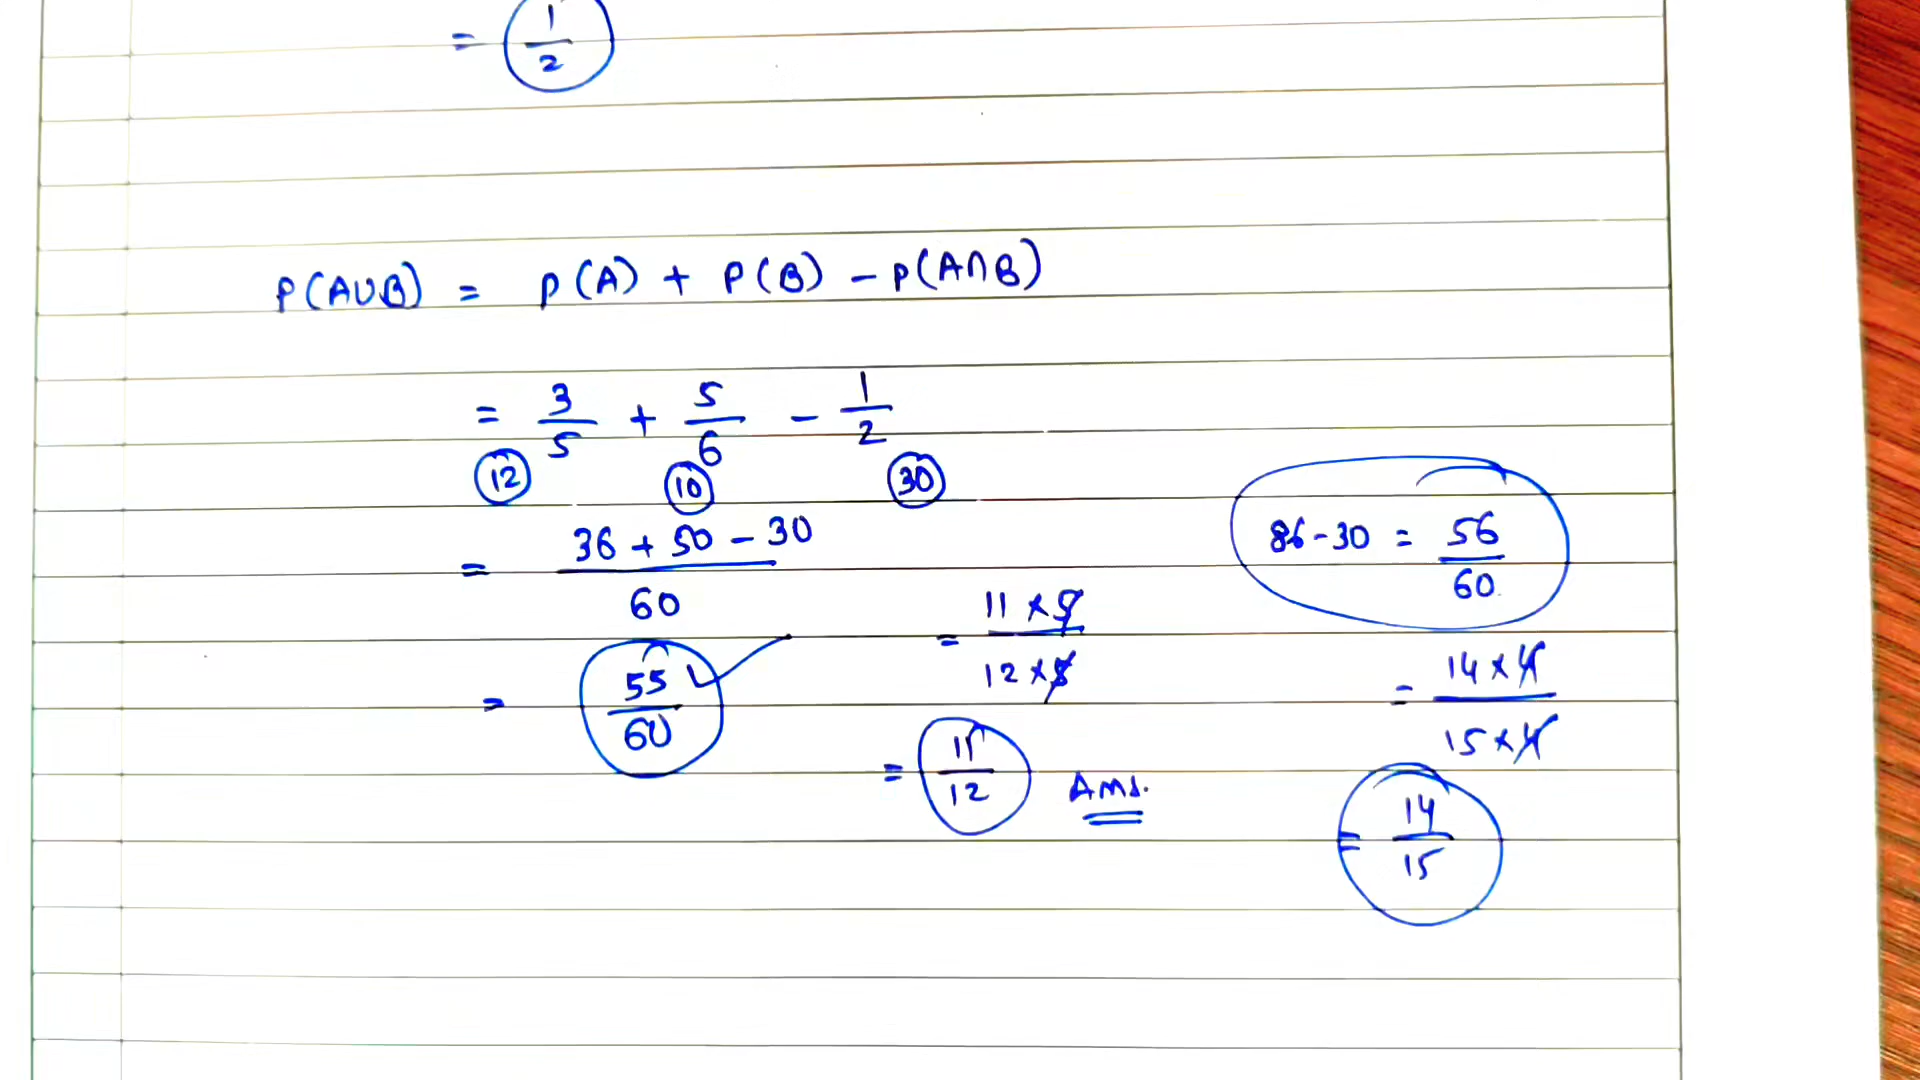 = 1/2
P(AUB) = P(A) + P(B) - P(A∩B)
= 3/5 + 5/6 - 1/2
12 10 30
= 36 + 50 - 30 / 60
= 55/60
= 11 × 5 / 12 × 5
= 11/12 Ans.
86 - 30 = 56/60
= 14 × 4 / 15 × 4
= 14/15